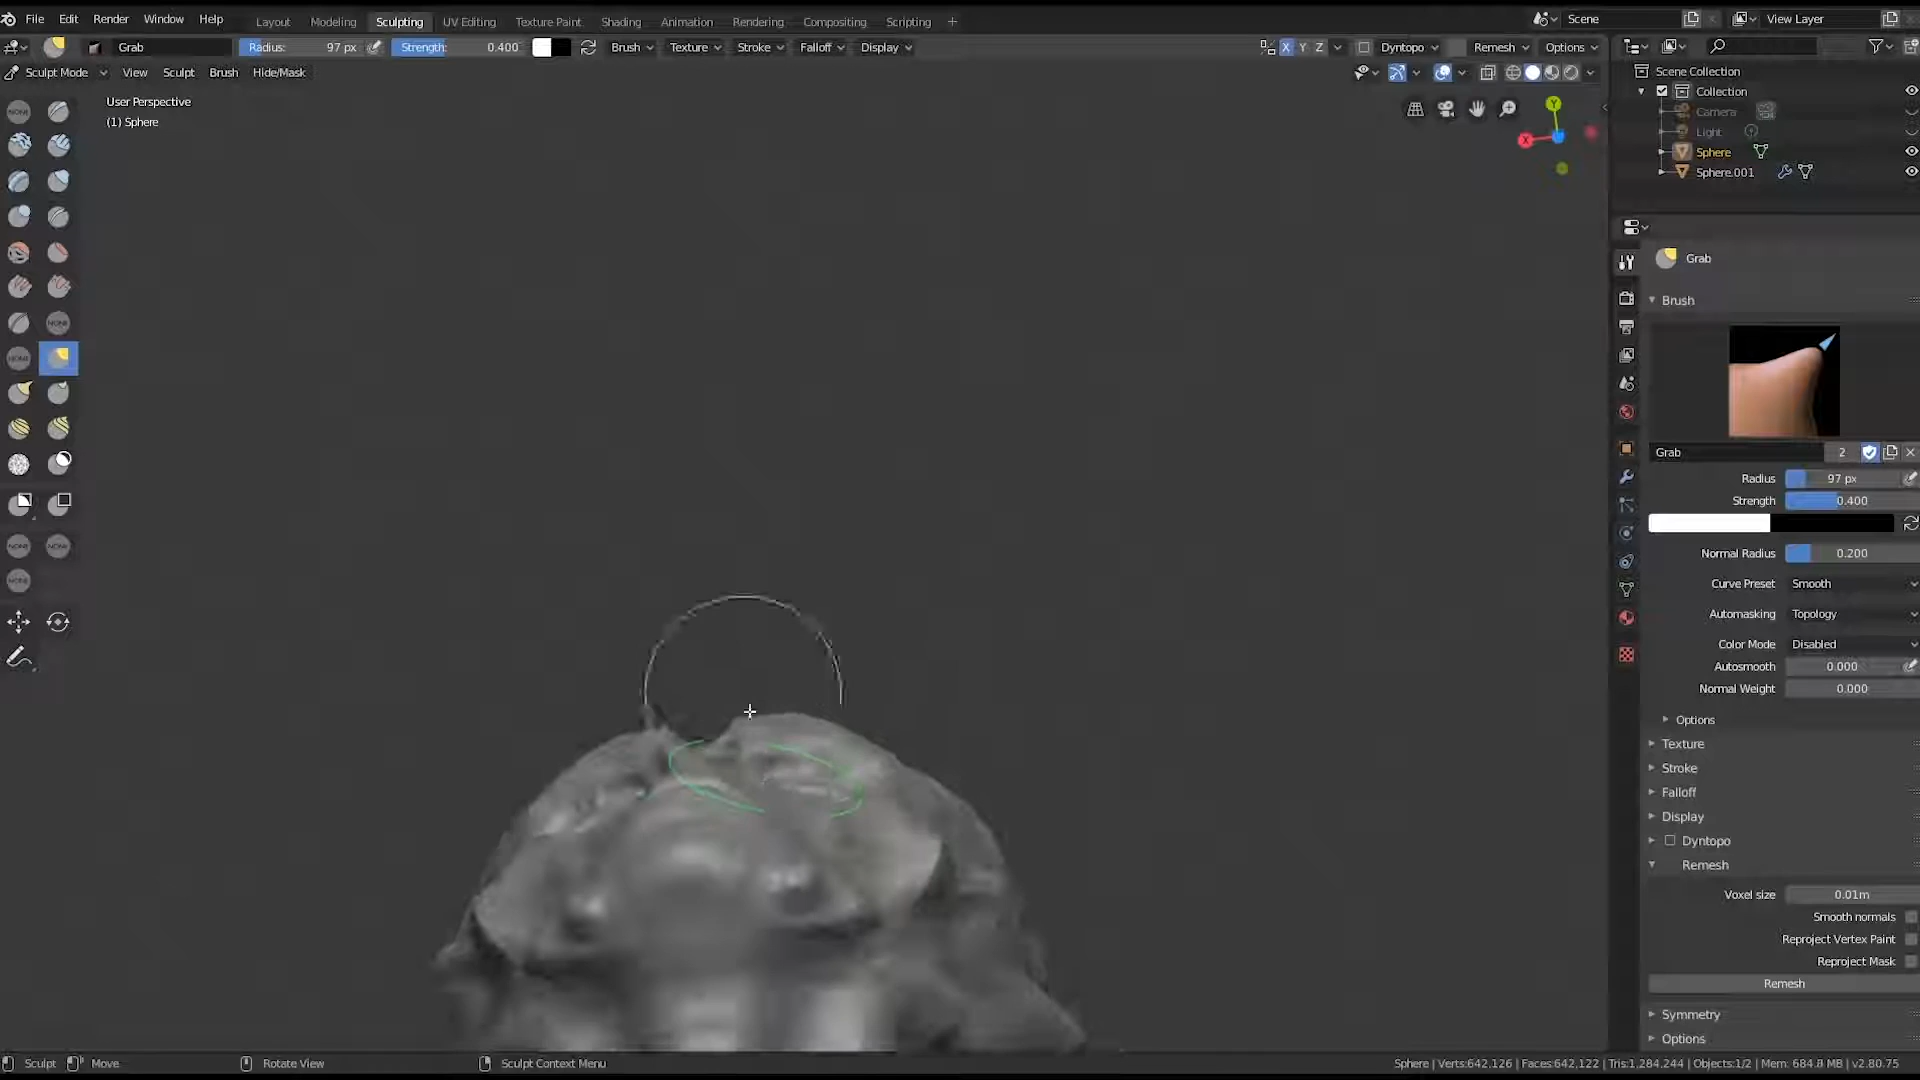 File Edit Render Window Help Layout Modeling Sculpting UV Editing Texture Paint Shading Animation Rendering Compositing Scripting + Scene View Layer
Grab Radius: 97 px Strength: 0.400 Brush Texture Stroke Falloff Display X Y Z Dyntopo Remesh Options
Sculpt Mode View Sculpt Brush Hide/Mask
User Perspective
(1) Sphere
Y
X
NONE
NONE
NONE
NONE NONE
NONE
Scene Collection
Collection
Camera
Light
Sphere
Sphere.001
Grab
Brush
Grab 2
Radius 97 px
Strength 0.400
Normal Radius 0.200
Curve Preset Smooth
Automasking Topology
Color Mode Disabled
Autosmooth 0.000
Normal Weight 0.000
Options
Texture
Stroke
Falloff
Display
Dyntopo
Remesh
Voxel size 0.01m
Smooth normals
Reproject Vertex Paint
Reproject Mask
Remesh
Symmetry
Options
Sculpt Move Rotate View Sculpt Context Menu Sphere | Verts:642,126 | Faces:642,122 | Tris:1,284,244 | Objects:1/2 | Mem: 684.8 MB | v2.80.75